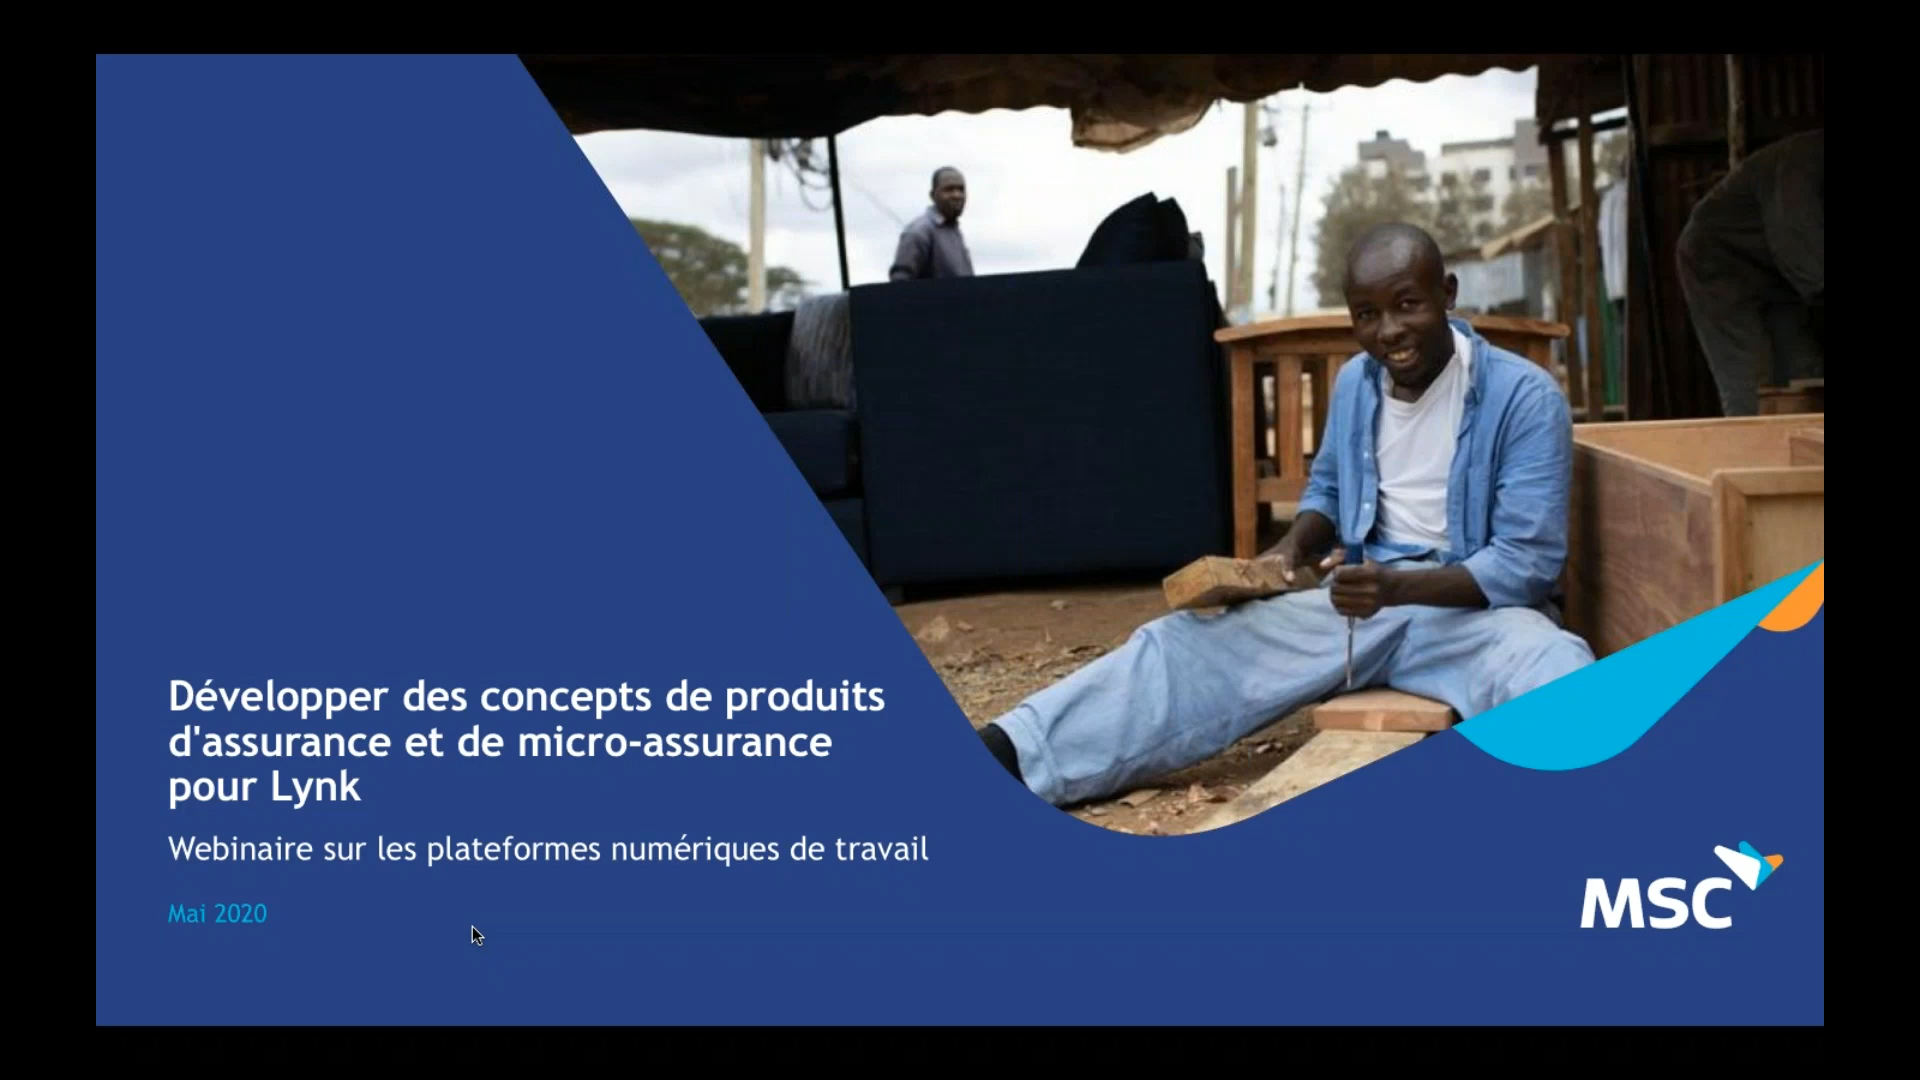 Développer des concepts de produits
d'assurance et de micro-assurance
pour Lynk
Webinaire sur les plateformes numériques de travail
Mai 2020
MSC